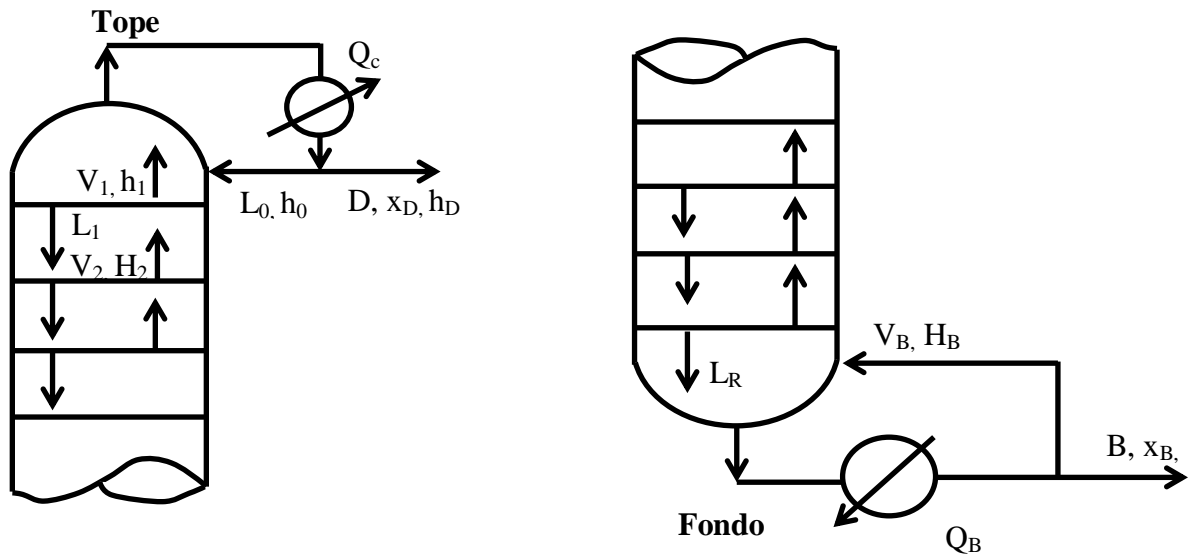 Tope
Q_c
V_1, h_1
L_0, h_0
D, x_D, h_D
L_1
V_2, H_2
V_B, H_B
L_R
B, x_B,
Fondo
Q_B